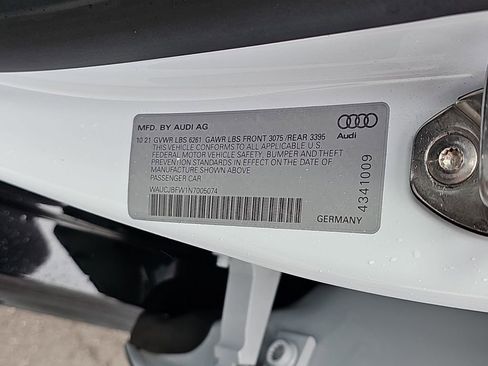 MFD. BY AUDI AG
10 21 GVWR LBS 6261 GAWR LBS FRONT 3075 /REAR 3395
THIS VEHICLE CONFORMS TO ALL APPLICABLE U.S.
FEDERAL MOTOR VEHICLE SAFETY, BUMPER AND THEFT
PREVENTION STANDARDS IN EFFECT ON THE DATE OF
MANUFACTURE SHOWN ABOVE
PASSENGER CAR
WAUCJBFW1N7005074
GERMANY
Audi
4341009